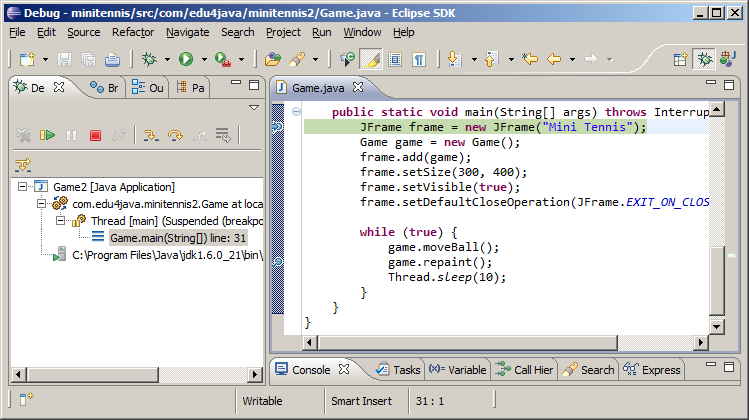 Debug - minitennis/src/com/edu4java/minitennis2/Game.java - Eclipse SDK
File Edit Source Refactor Navigate Search Project Run Window Help
De Br Ou Pa
Game.java
Game2 [Java Application]
com.edu4java.minitennis2.Game at loca
Thread [main] (Suspended (breakpo
Game.main(String[]) line: 31
C:\Program Files\Java\jdk1.6.0_21\bin\
public static void main(String[] args) throws Interrup
JFrame frame = new JFrame("Mini Tennis");
Game game = new Game();
frame.add(game);
frame.setSize(300, 400);
frame.setVisible(true);
frame.setDefaultCloseOperation(JFrame.EXIT_ON_CLOS
while (true) {
game.moveBall();
game.repaint();
Thread.sleep(10);
}
}
}
Console Tasks (x)= Variable Call Hier Search Express
Writable Smart Insert 31 : 1